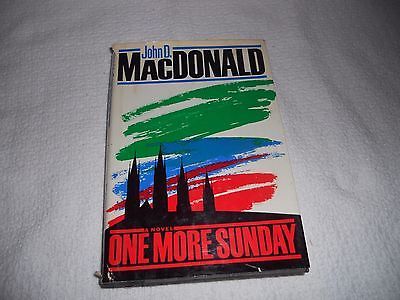 John D.
MACDONALD
A NOVEL
ONE MORE SUNDAY